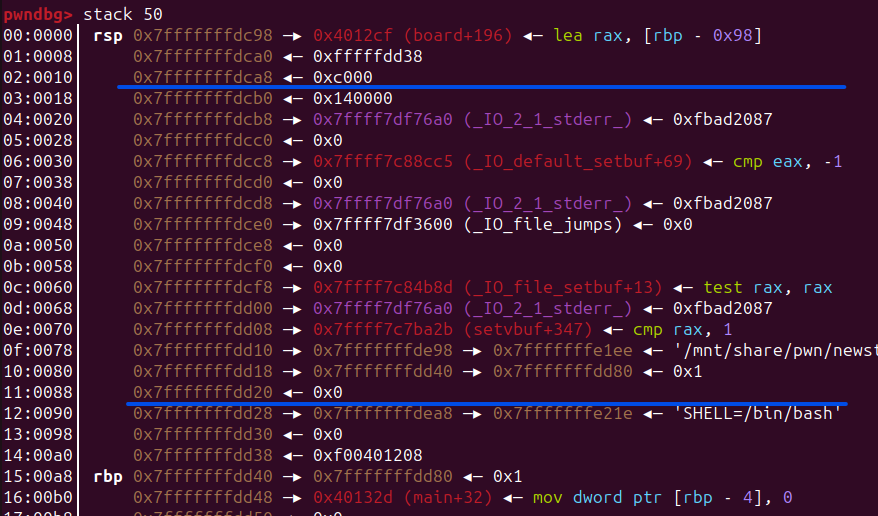 pwndbg> stack 50
00:0000│ rsp 0x7fffffffdc98 —▸ 0x4012cf (board+196) ◂— lea rax, [rbp - 0x98]
01:0008│     0x7fffffffdca0 ◂— 0xfffffdd38
02:0010│     0x7fffffffdca8 ◂— 0xc000
03:0018│     0x7fffffffdcb0 ◂— 0x140000
04:0020│     0x7fffffffdcb8 —▸ 0x7ffff7df76a0 (_IO_2_1_stderr_) ◂— 0xfbad2087
05:0028│     0x7fffffffdcc0 ◂— 0x0
06:0030│     0x7fffffffdcc8 —▸ 0x7ffff7c88cc5 (_IO_default_setbuf+69) ◂— cmp eax, -1
07:0038│     0x7fffffffdcd0 ◂— 0x0
08:0040│     0x7fffffffdcd8 —▸ 0x7ffff7df76a0 (_IO_2_1_stderr_) ◂— 0xfbad2087
09:0048│     0x7fffffffdce0 —▸ 0x7ffff7df3600 (_IO_file_jumps) ◂— 0x0
0a:0050│     0x7fffffffdce8 ◂— 0x0
0b:0058│     0x7fffffffdcf0 ◂— 0x0
0c:0060│     0x7fffffffdcf8 —▸ 0x7ffff7c84b8d (_IO_file_setbuf+13) ◂— test rax, rax
0d:0068│     0x7fffffffdd00 —▸ 0x7ffff7df76a0 (_IO_2_1_stderr_) ◂— 0xfbad2087
0e:0070│     0x7fffffffdd08 —▸ 0x7ffff7c7ba2b (setvbuf+347) ◂— cmp rax, 1
0f:0078│     0x7fffffffdd10 —▸ 0x7fffffffde98 —▸ 0x7fffffffe1ee ◂— '/mnt/share/pwn/newst
10:0080│     0x7fffffffdd18 —▸ 0x7fffffffdd40 —▸ 0x7fffffffdd80 ◂— 0x1
11:0088│     0x7fffffffdd20 ◂— 0x0
12:0090│     0x7fffffffdd28 —▸ 0x7fffffffdea8 —▸ 0x7fffffffe21e ◂— 'SHELL=/bin/bash'
13:0098│     0x7fffffffdd30 ◂— 0x0
14:00a0│     0x7fffffffdd38 ◂— 0xf00401208
15:00a8│ rbp 0x7fffffffdd40 —▸ 0x7fffffffdd80 ◂— 0x1
16:00b0│     0x7fffffffdd48 —▸ 0x40132d (main+32) ◂— mov dword ptr [rbp - 4], 0